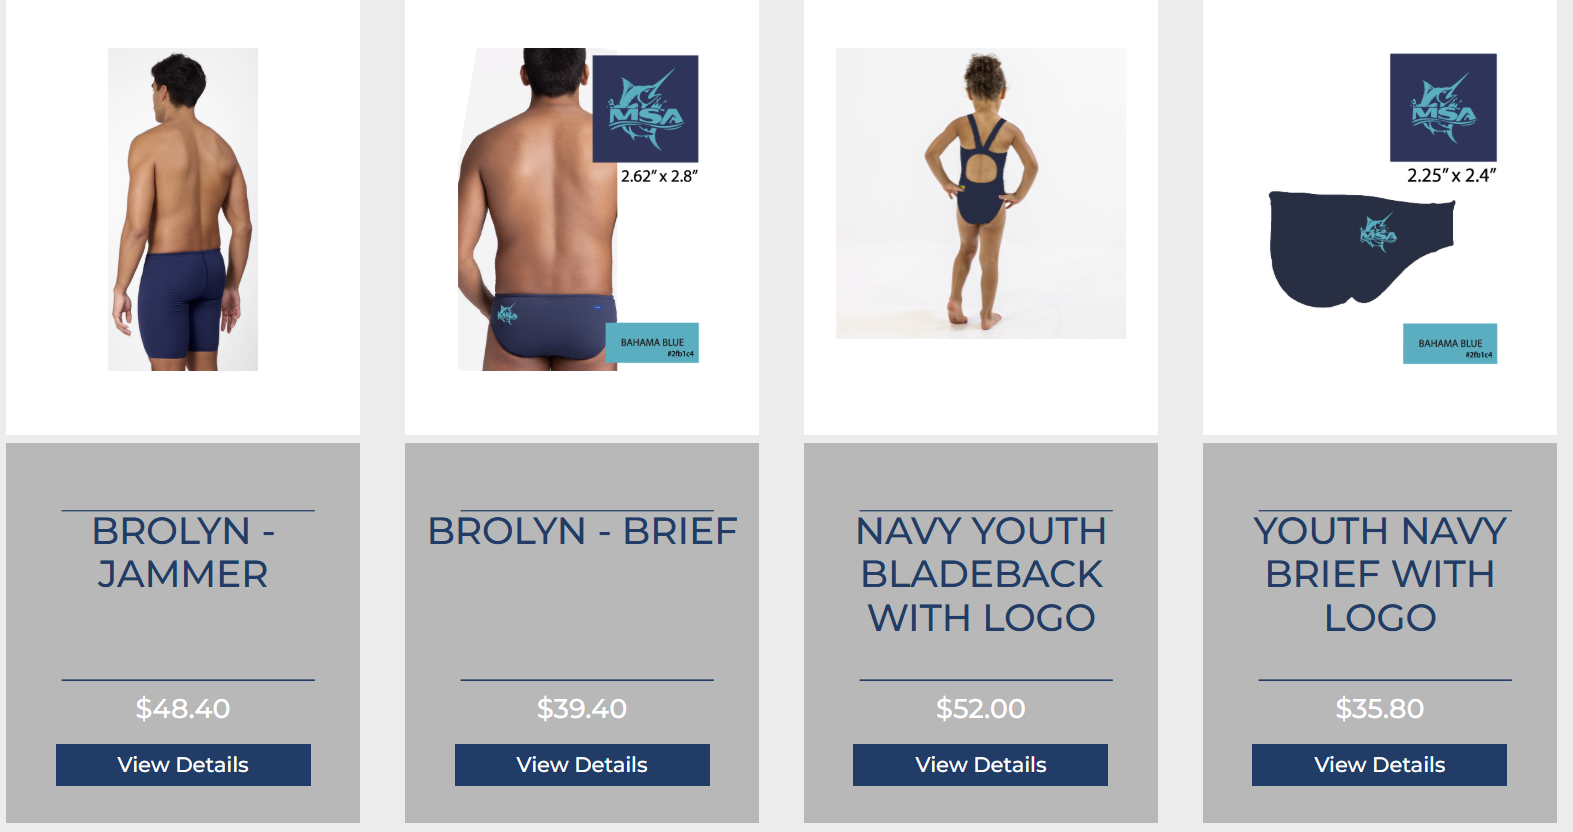 MSA
2.62" x 2.8"
MSA
BAHAMA BLUE
#2fb1c4
MSA
2.25" x 2.4"
MSA
BAHAMA BLUE
#2fb1c4
BROLYN -
JAMMER
$48.40
View Details
BROLYN - BRIEF
$39.40
View Details
NAVY YOUTH
BLADEBACK
WITH LOGO
$52.00
View Details
YOUTH NAVY
BRIEF WITH
LOGO
$35.80
View Details